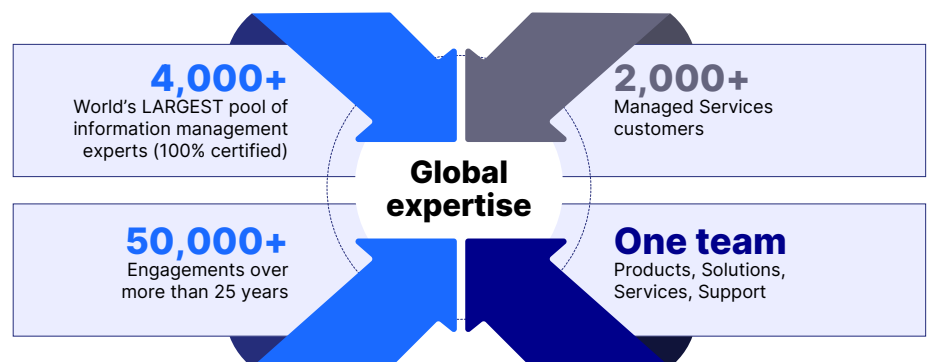 4,000+
World’s LARGEST pool of
information management
experts (100% certified)
2,000+
Managed Services
customers
Global
expertise
50,000+
Engagements over
more than 25 years
One team
Products, Solutions,
Services, Support